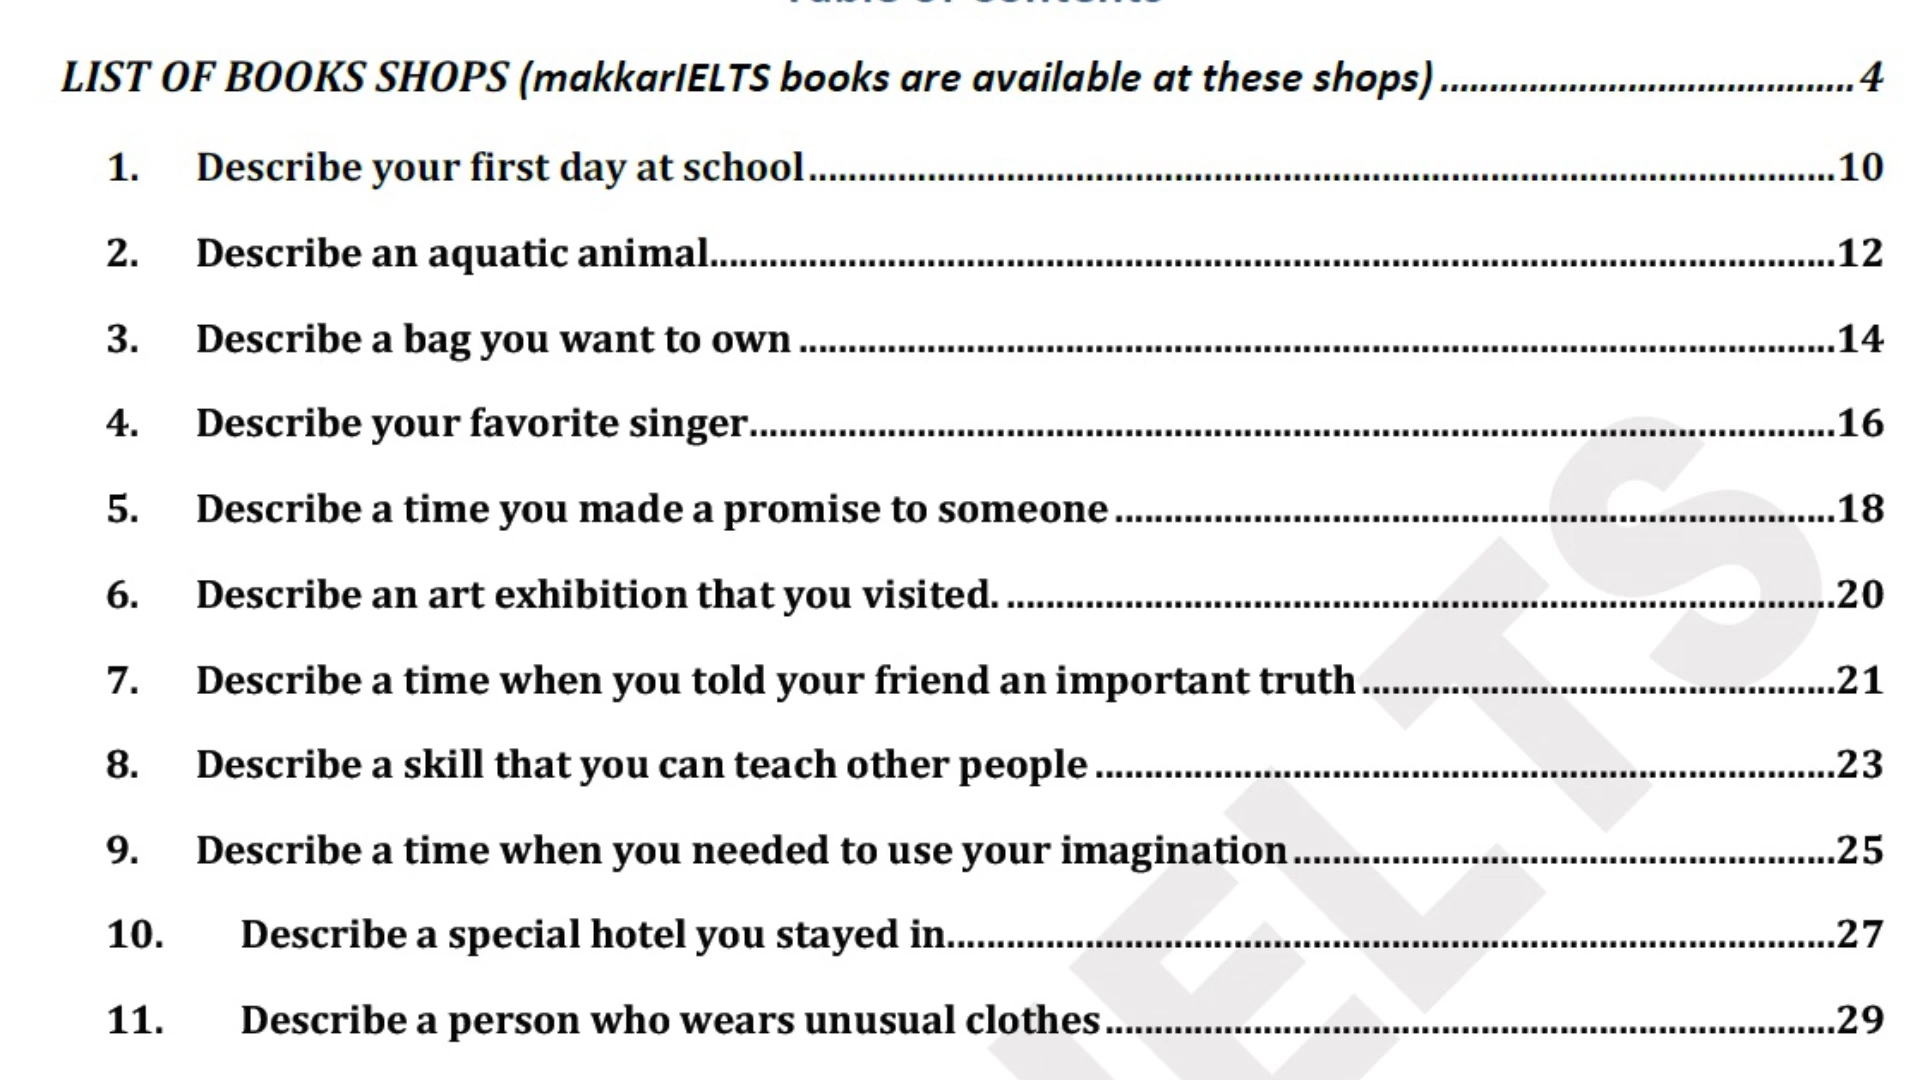 Table of Contents
LIST OF BOOKS SHOPS (makkarIELTS books are available at these shops)..........4
1. Describe your first day at school..........10
2. Describe an aquatic animal..........12
3. Describe a bag you want to own..........14
4. Describe your favorite singer..........16
5. Describe a time you made a promise to someone..........18
6. Describe an art exhibition that you visited...........20
7. Describe a time when you told your friend an important truth..........21
8. Describe a skill that you can teach other people..........23
9. Describe a time when you needed to use your imagination..........25
10. Describe a special hotel you stayed in..........27
11. Describe a person who wears unusual clothes..........29
IELTS